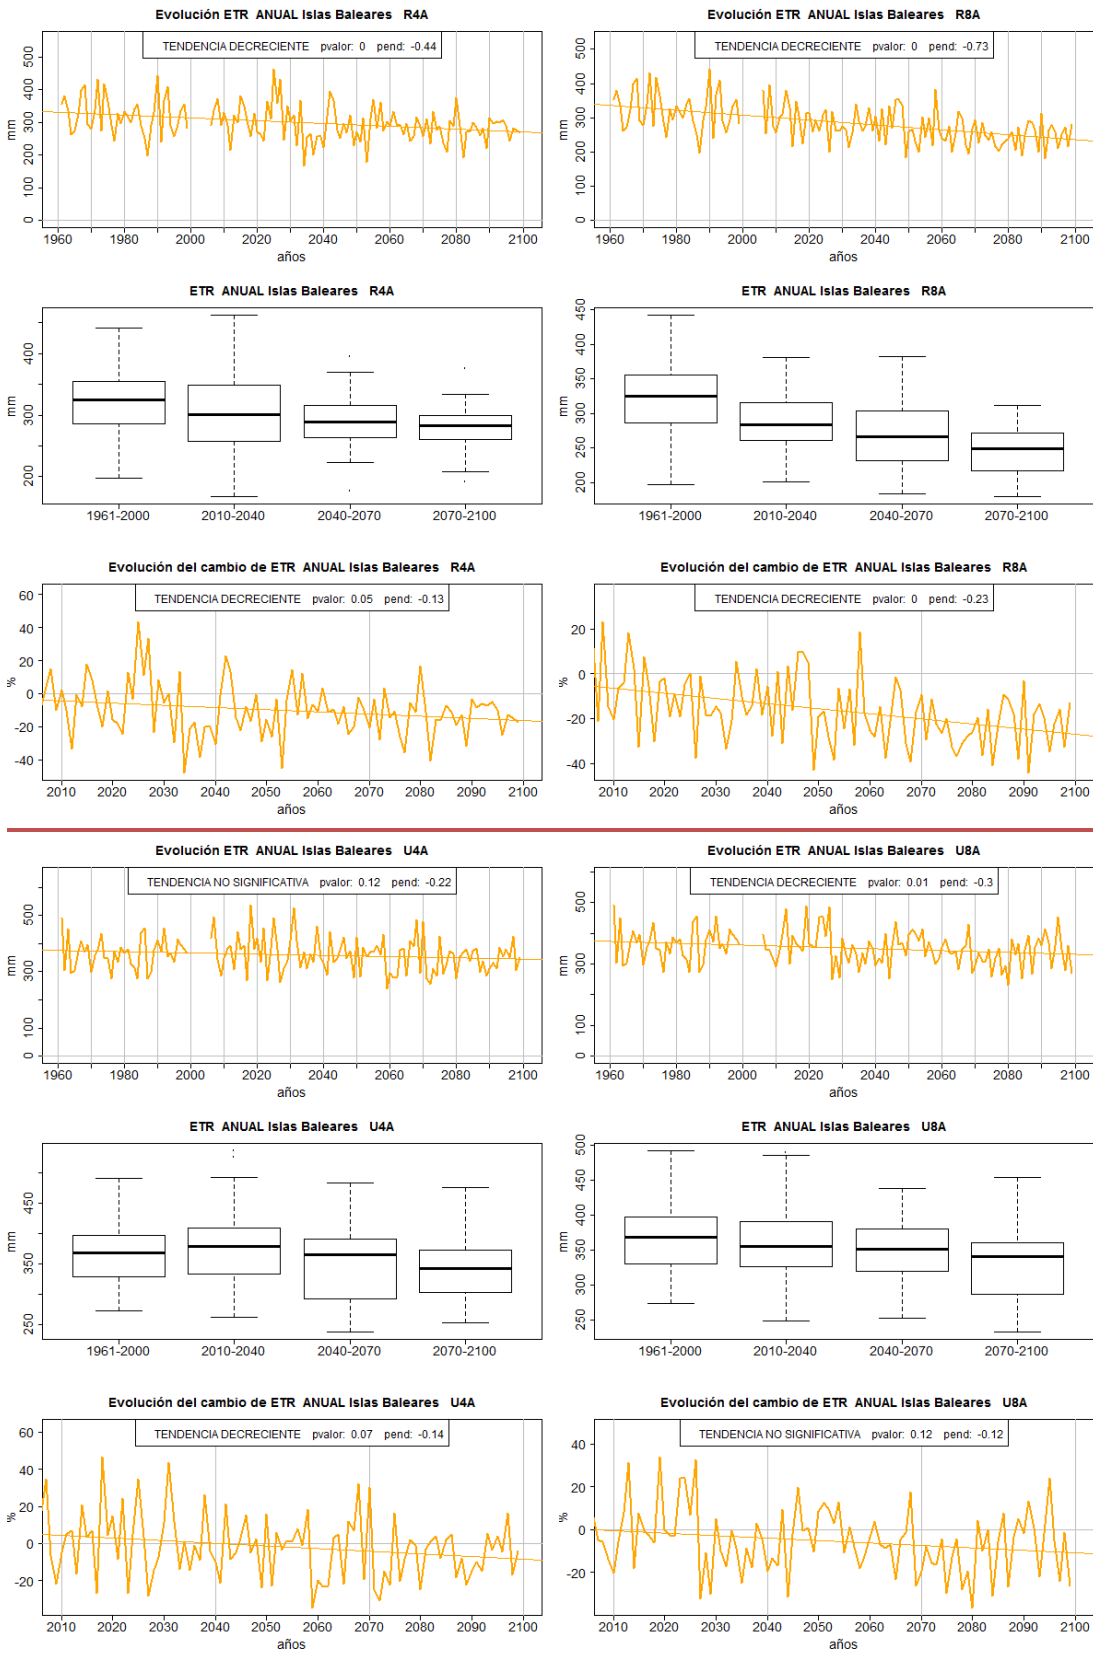 Evolución ETR ANUAL Islas Baleares R4A
TENDENCIA DECRECIENTE pvalor: 0 pend: -0.44
mm
0 100 200 300 400 500
1960 1980 2000 2020 2040 2060 2080 2100
años
Evolución ETR ANUAL Islas Baleares R8A
TENDENCIA DECRECIENTE pvalor: 0 pend: -0.73
mm
0 100 200 300 400 500
1960 1980 2000 2020 2040 2060 2080 2100
años
ETR ANUAL Islas Baleares R4A
mm
200 300 400
1961-2000 2010-2040 2040-2070 2070-2100
ETR ANUAL Islas Baleares R8A
mm
200 250 300 350 400 450
1961-2000 2010-2040 2040-2070 2070-2100
Evolución del cambio de ETR ANUAL Islas Baleares R4A
TENDENCIA DECRECIENTE pvalor: 0.05 pend: -0.13
%
60
40
20
0
-20
-40
2010 2020 2030 2040 2050 2060 2070 2080 2090 2100
años
Evolución del cambio de ETR ANUAL Islas Baleares R8A
TENDENCIA DECRECIENTE pvalor: 0 pend: -0.23
%
20
0
-20
-40
2010 2020 2030 2040 2050 2060 2070 2080 2090 2100
años
Evolución ETR ANUAL Islas Baleares U4A
TENDENCIA NO SIGNIFICATIVA pvalor: 0.12 pend: -0.22
mm
0 100 300 500
1960 1980 2000 2020 2040 2060 2080 2100
años
Evolución ETR ANUAL Islas Baleares U8A
TENDENCIA DECRECIENTE pvalor: 0.01 pend: -0.3
mm
0 100 300 500
1960 1980 2000 2020 2040 2060 2080 2100
años
ETR ANUAL Islas Baleares U4A
mm
250 350 450
1961-2000 2010-2040 2040-2070 2070-2100
ETR ANUAL Islas Baleares U8A
mm
250 300 350 400 450 500
1961-2000 2010-2040 2040-2070 2070-2100
Evolución del cambio de ETR ANUAL Islas Baleares U4A
TENDENCIA DECRECIENTE pvalor: 0.07 pend: -0.14
%
60
40
20
0
-20
2010 2020 2030 2040 2050 2060 2070 2080 2090 2100
años
Evolución del cambio de ETR ANUAL Islas Baleares U8A
TENDENCIA NO SIGNIFICATIVA pvalor: 0.12 pend: -0.12
%
40
20
0
-20
2010 2020 2030 2040 2050 2060 2070 2080 2090 2100
años